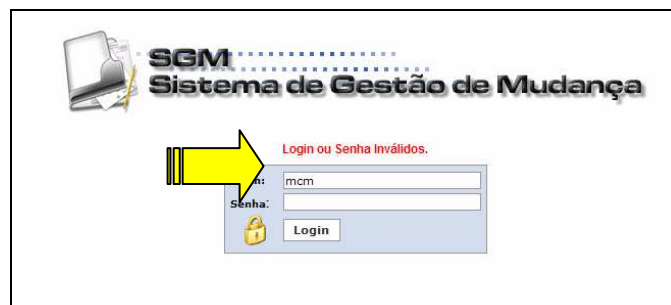 SGM
Sistema de Gestão de Mudança
Login ou Senha Inválidos.
n: mcm
Senha:
Login